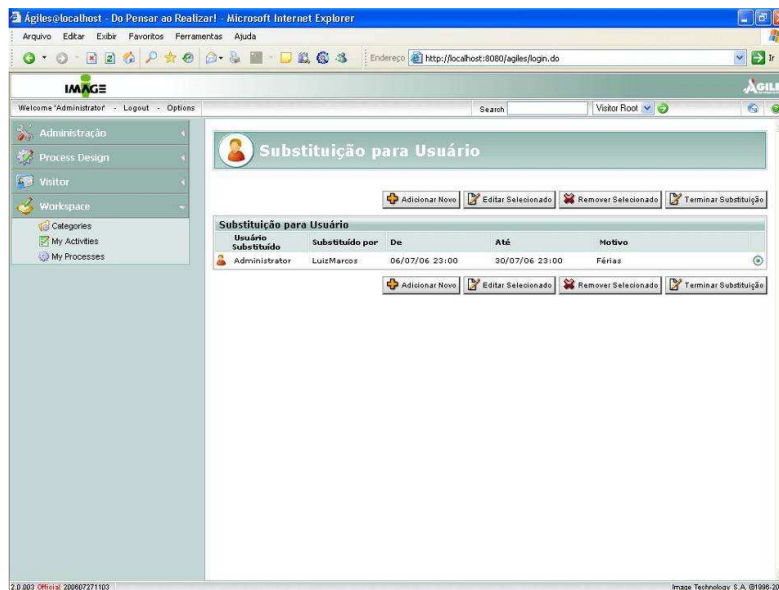 Ágiles@localhost - Do Pensar ao Realizar! - Microsoft Internet Explorer
Arquivo Editar Exibir Favoritos Ferramentas Ajuda
Endereço http://localhost:8080/agiles/login.do Ir
IMAGE
ÁGIL
Welcome 'Administrator' - Logout - Options
Search Visitor Root
Administração
Process Design
Visitor
Workspace
Categories
My Activities
My Processes
Substituição para Usuário
Adicionar Novo Editar Selecionado Remover Selecionado Terminar Substituição
Substituição para Usuário
Usuário Substituído Substituído por De Até Motivo
Administrator LuizMarcos 06/07/06 23:00 30/07/06 23:00 Férias
Adicionar Novo Editar Selecionado Remover Selecionado Terminar Substituição
2.0.003 Official 200607271103
Image Technology S.A. @1996-20